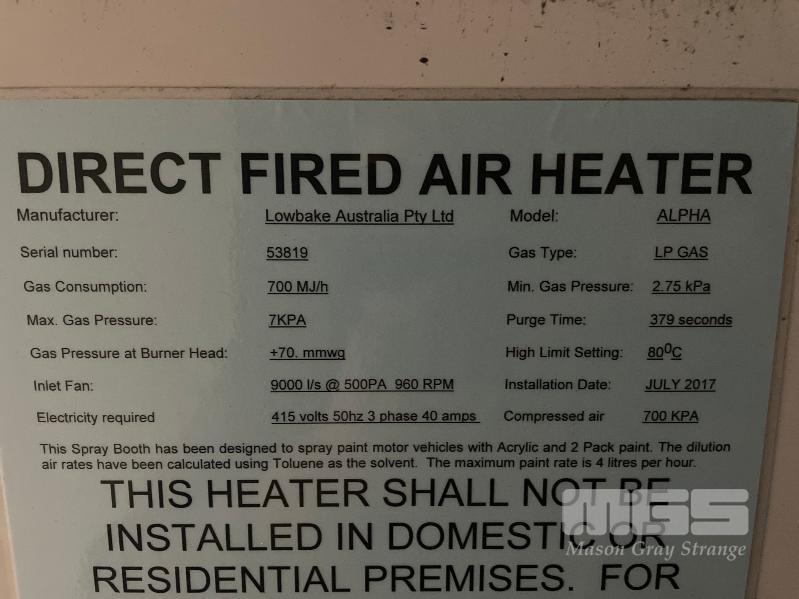 DIRECT FIRED AIR HEATER
Manufacturer: Lowbake Australia Pty Ltd Model: ALPHA
Serial number: 53819 Gas Type: LP GAS
Gas Consumption: 700 MJ/h Min. Gas Pressure: 2.75 kPa
Max. Gas Pressure: 7KPA Purge Time: 379 seconds
Gas Pressure at Burner Head: +70. mmwg High Limit Setting: 80⁰C
Inlet Fan: 9000 l/s @ 500PA 960 RPM Installation Date: JULY 2017
Electricity required 415 volts 50hz 3 phase 40 amps Compressed air 700 KPA
This Spray Booth has been designed to spray paint motor vehicles with Acrylic and 2 Pack paint. The dilution
air rates have been calculated using Toluene as the solvent. The maximum paint rate is 4 litres per hour.
THIS HEATER SHALL NOT BE
INSTALLED IN DOMESTIC OR
RESIDENTIAL PREMISES. FOR
MGS
Mason Gray Strange